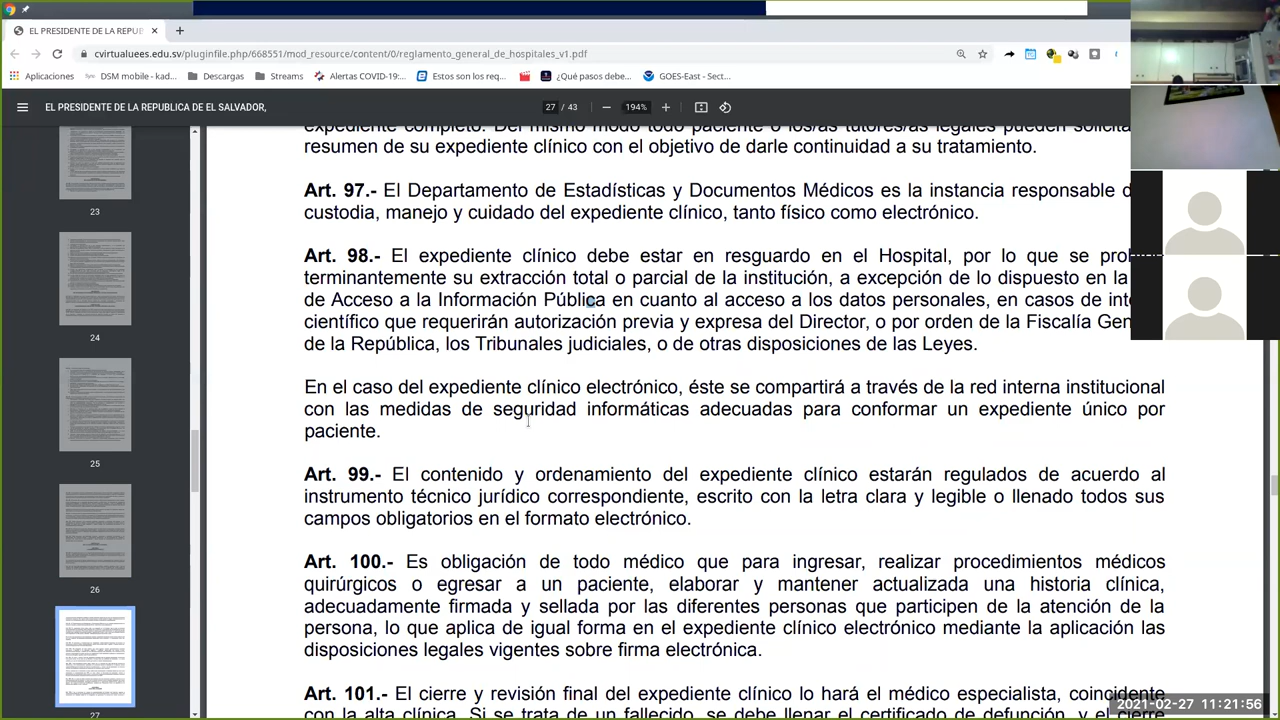 EL PRESIDENTE DE LA REPUB
cvirtualuees.edu.sv/pluginfile.php/668551/mod_resource/content/0/reglamento_general_de_hospitales_v1.pdf
Aplicaciones DSM mobile - kad... Descargas Streams Alertas COVID-19:... Estos son los req... ¿Qué pasos debe... GOES-East - Sect...
EL PRESIDENTE DE LA REPUBLICA DE EL SALVADOR, 27 / 43 194%
23
24
25
26
27
resumen de su expediente clínico con el objetivo de darle continuidad a su tratamiento.
Art. 97.- El Departamento de Estadísticas y Documentos Médicos es la instancia responsable
custodia, manejo y cuidado del expediente clínico, tanto físico como electrónico.
Art. 98.- El expediente clínico debe estar en resguardo en el Hospital, por lo que se
terminantemente su extracción total o parcial de la institución, a excepción de lo dispuesto en la
de Acceso a la Información Pública en cuanto al acceso a los datos personales, en casos de
científico que requerirán autorización previa y expresa del Director, o por orden de la Fiscalía
de la República, los Tribunales judiciales, o de otras disposiciones de las Leyes.
En el caso del expediente clínico electrónico, éste se compartirá a través de la red interna institucional
con las medidas de seguridad informáticas adecuadas para conformar un expediente único por
paciente.
Art. 99.- El contenido y ordenamiento del expediente clínico estarán regulados de acuerdo al
instrumento técnico jurídico correspondiente, escrito con la letra clara y legible o llenado todos sus
campos obligatorios en el formato electrónico.
Art. 100.- Es obligación de todo médico que para ingresar, realizar procedimientos médicos
quirúrgicos o egresar a un paciente, elaborar y mantener actualizada una historia clínica,
adecuadamente firmada y sellada por las diferentes personas que participen de la atención de la
persona o que aplicará igual firma en el expediente clínico electrónico mediante la aplicación las
disposiciones legales vigentes sobre firma electrónica.
Art. 101.- El cierre y revisión final del expediente clínico lo hará el médico especialista, coincidente
2021-02-27 11:21:56